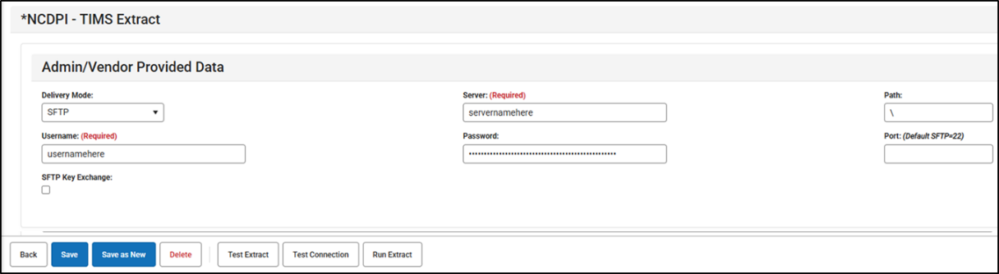 *NCDPI - TIMS Extract
Admin/Vendor Provided Data
Delivery Mode: Server: (Required) Path:
SFTP servernamehere \
Username: (Required) Password: Port: (Default SFTP=22)
usernamehere ••••••••••••••••••••••••••••••••••••••••••••••••
SFTP Key Exchange:
Back Save Save as New Delete Test Extract Test Connection Run Extract